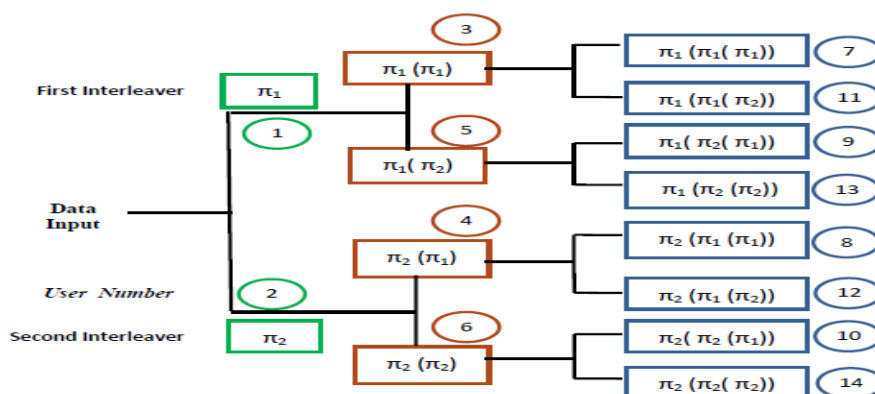 3
π₁ (π₁)
π₁ (π₁( π₁))
7
First Interleaver
π₁
π₁ (π₁( π₂))
11
1
5
π₁( π₂)
π₁( π₂( π₁))
9
π₁ (π₂ (π₂))
13
Data
Input
4
π₂ (π₁)
π₂ (π₁ (π₁))
8
User Number
2
π₂ (π₁ (π₂))
12
Second Interleaver
π₂
6
π₂ (π₂)
π₂( π₂ (π₁))
10
π₂ (π₂( π₂))
14